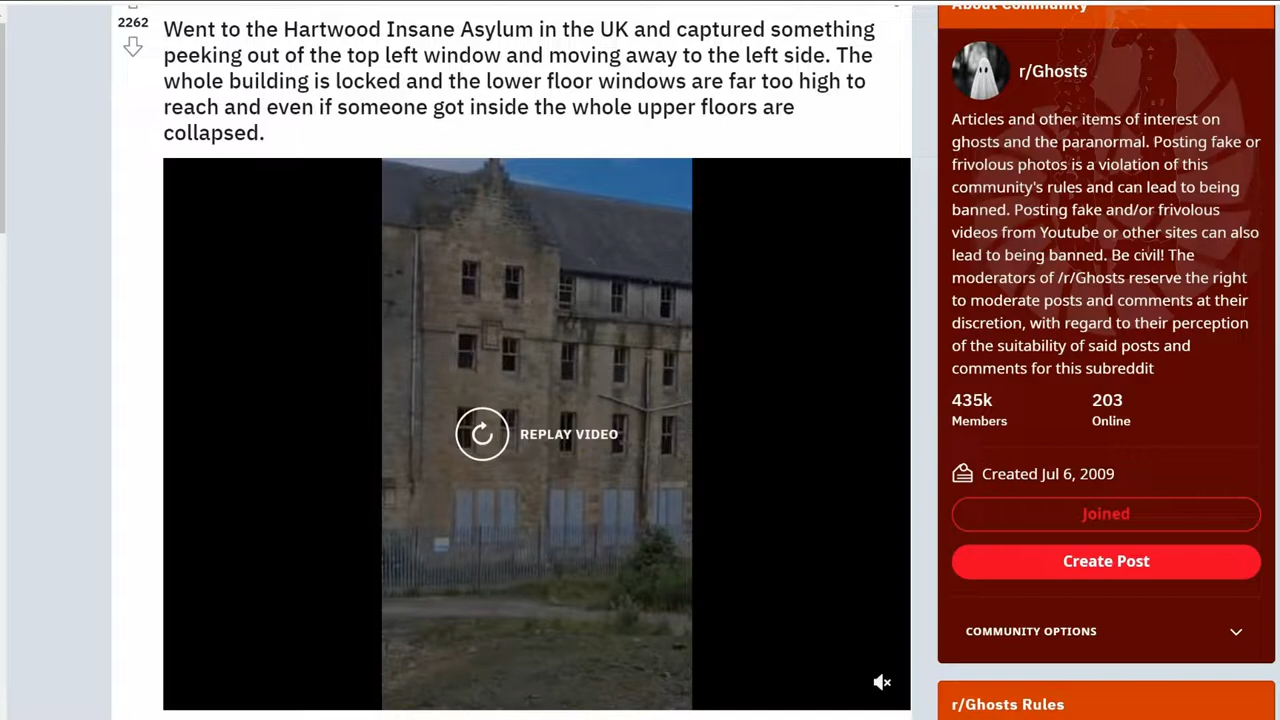 2262
Went to the Hartwood Insane Asylum in the UK and captured something
peeking out of the top left window and moving away to the left side. The
whole building is locked and the lower floor windows are far too high to
reach and even if someone got inside the whole upper floors are
collapsed.
REPLAY VIDEO
About Community
r/Ghosts
Articles and other items of interest on
ghosts and the paranormal. Posting fake or
frivolous photos is a violation of this
community's rules and can lead to being
banned. Posting fake and/or frivolous
videos from Youtube or other sites can also
lead to being banned. Be civil! The
moderators of /r/Ghosts reserve the right
to moderate posts and comments at their
discretion, with regard to their perception
of the suitability of said posts and
comments for this subreddit
435k 203
Members Online
Created Jul 6, 2009
Joined
Create Post
COMMUNITY OPTIONS
r/Ghosts Rules